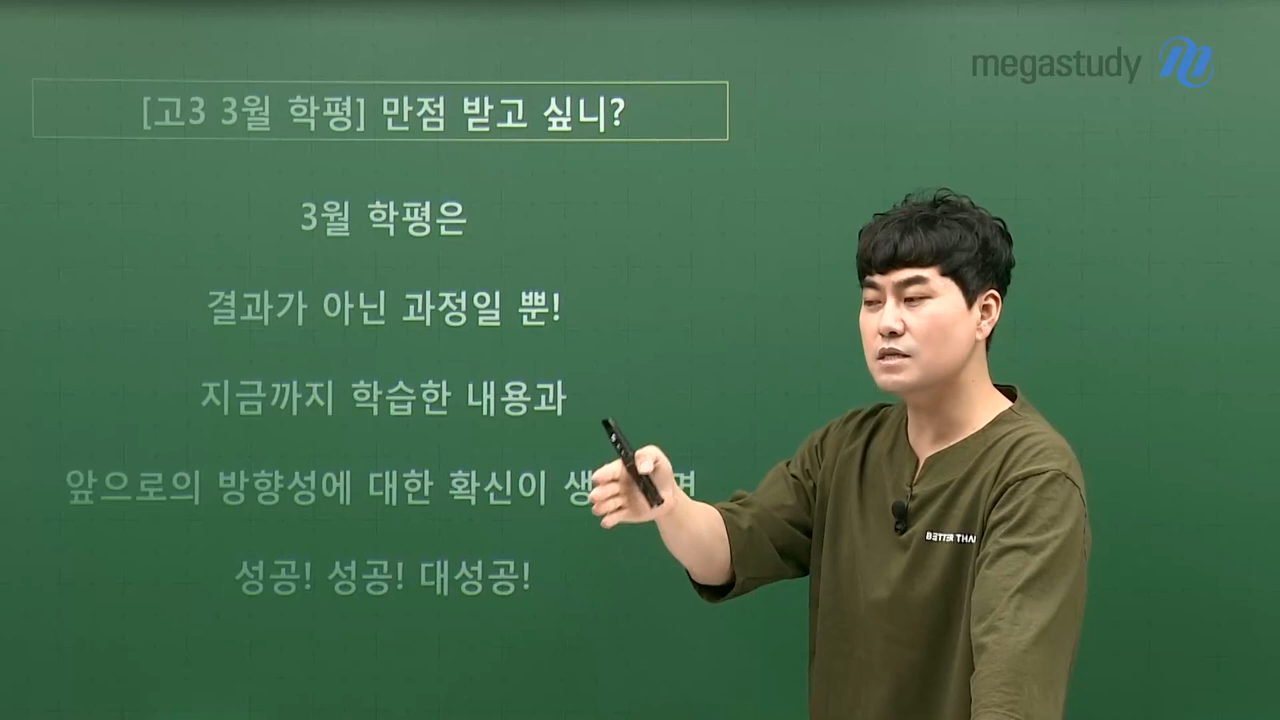 megastudy
[고3 3월 학평] 만점 받고 싶니?
3월 학평은
결과가 아닌 과정일 뿐!
지금까지 학습한 내용과
앞으로의 방향성에 대한 확신이
성공! 성공! 대성공!
BETTER